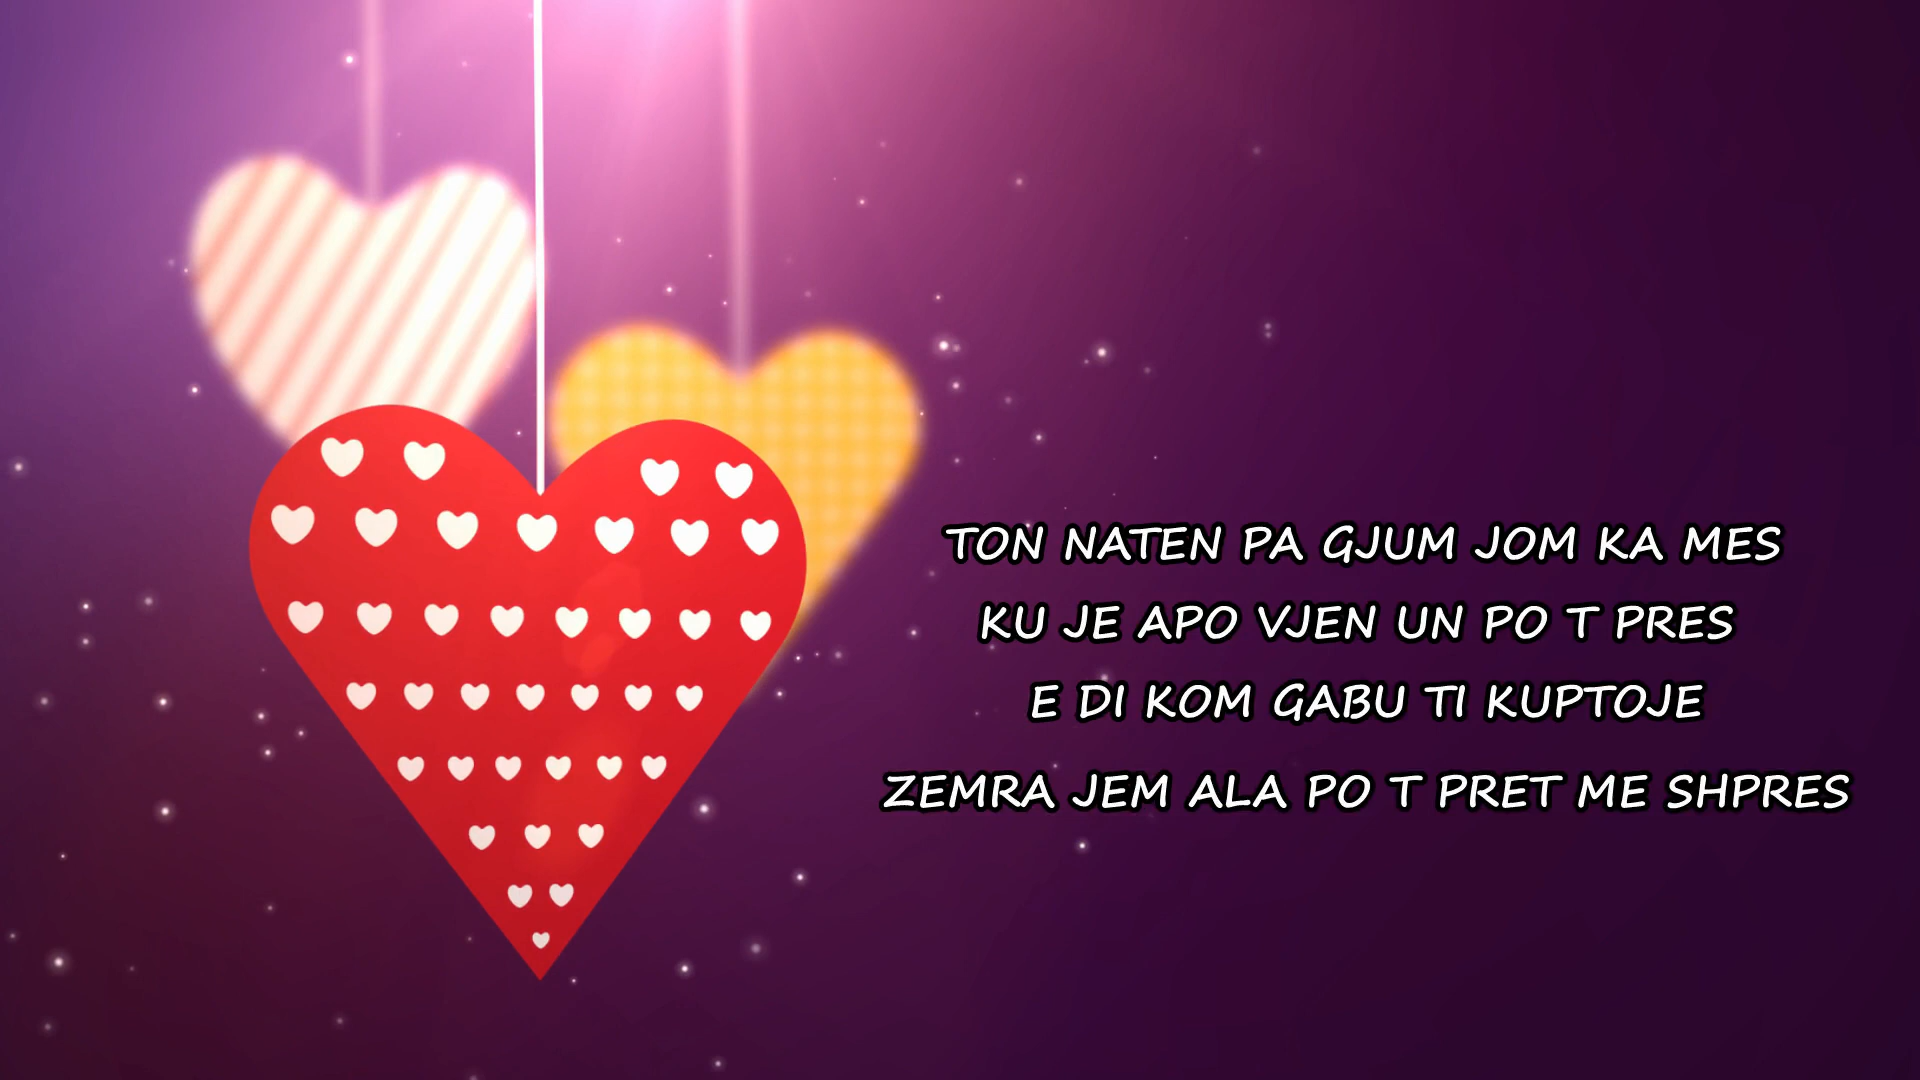 TON NATEN PA GJUM JOM KA MES
KU JE APO VJEN UN PO T PRES
E DI KOM GABU TI KUPTOJE
ZEMRA JEM ALA PO T PRET ME SHPRES